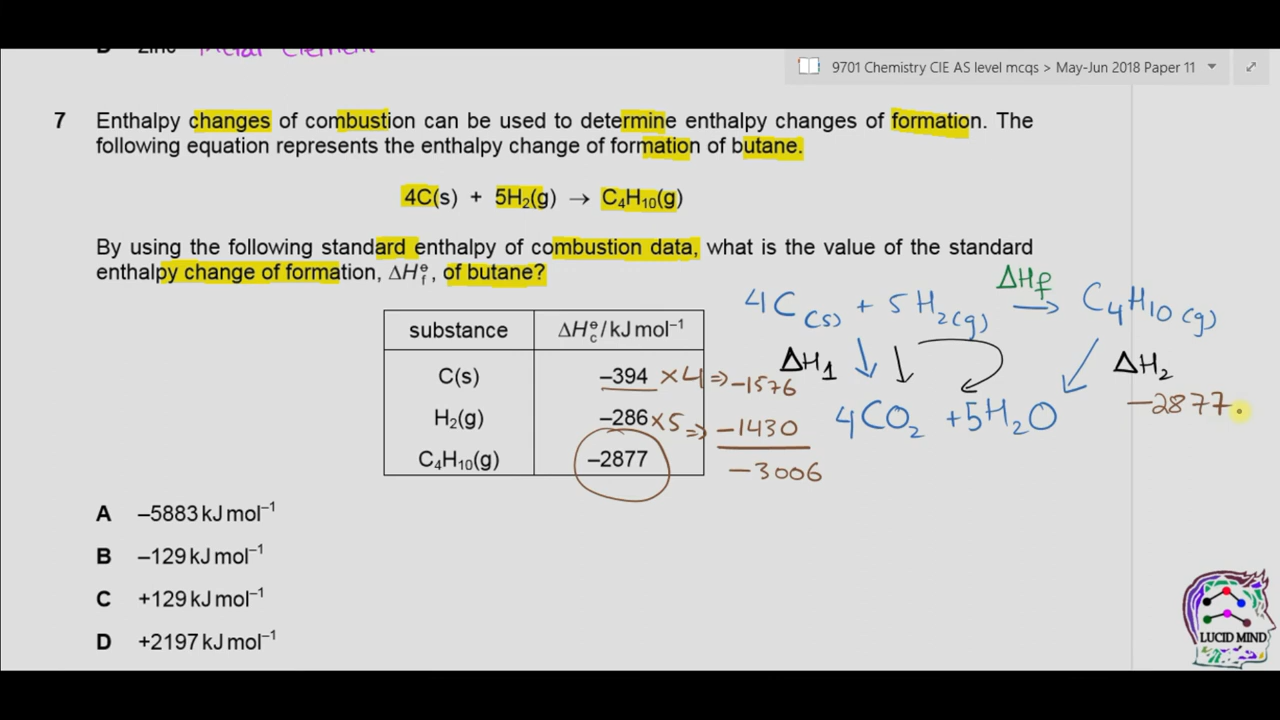 D zinc Metal Element
9701 Chemistry CIE AS level mcqs > May-Jun 2018 Paper 11
7 Enthalpy changes of combustion can be used to determine enthalpy changes of formation. The
following equation represents the enthalpy change of formation of butane.
4C(s) + 5H₂(g) → C₄H₁₀(g)
By using the following standard enthalpy of combustion data, what is the value of the standard
enthalpy change of formation, ΔHfᶱ, of butane?
ΔHf
4C(s) + 5H₂(g) → C₄H₁₀(g)
substance ΔHcᶱ/kJ mol⁻¹
ΔH₁ ΔH₂
C(s) –394 ×4 ⇒ –1576
–2877
H₂(g) –286 ×5 ⇒ –1430
4CO₂ +5H₂O
C₄H₁₀(g) –2877
–3006
A –5883 kJ mol⁻¹
B –129 kJ mol⁻¹
C +129 kJ mol⁻¹
D +2197 kJ mol⁻¹
LUCID MIND